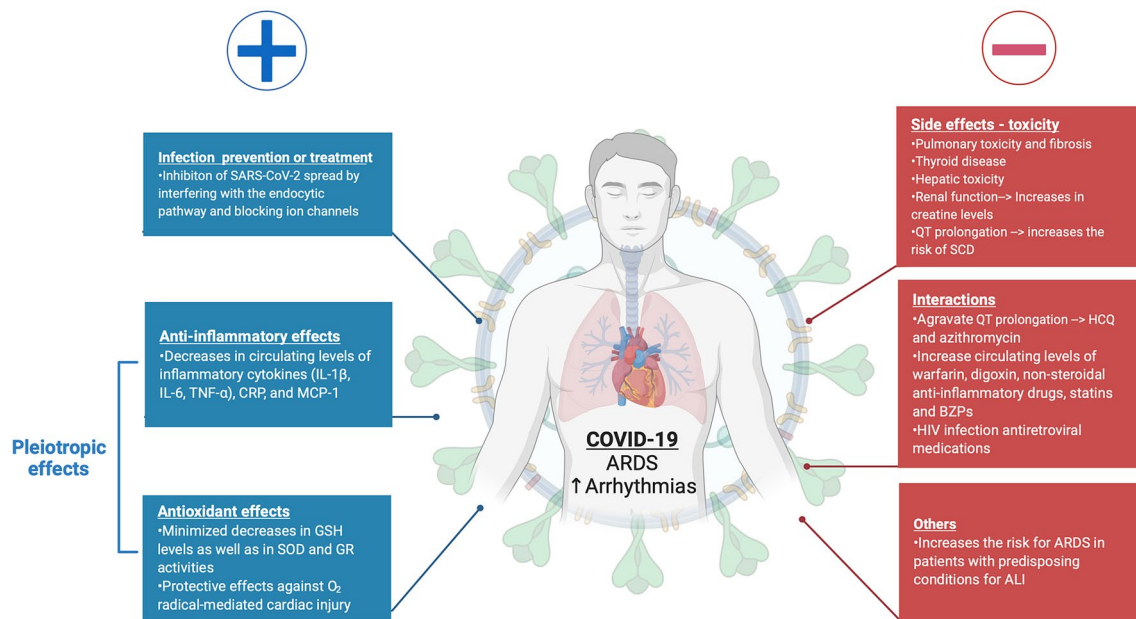 Infection prevention or treatment
•Inhibiton of SARS-CoV-2 spread by
interfering with the endocytic
pathway and blocking ion channels
Pleiotropic
effects
Anti-inflammatory effects
•Decreases in circulating levels of
inflammatory cytokines (IL-1β,
IL-6, TNF-α), CRP, and MCP-1
Antioxidant effects
•Minimized decreases in GSH
levels as well as in SOD and GR
activities
•Protective effects against O₂
radical-mediated cardiac injury
COVID-19
ARDS
↑Arrhythmias
Side effects - toxicity
•Pulmonary toxicity and fibrosis
•Thyroid disease
•Hepatic toxicity
•Renal function--> Increases in
creatine levels
•QT prolongation --> increases the
risk of SCD
Interactions
•Agravate QT prolongation --> HCQ
and azithromycin
•Increase circulating levels of
warfarin, digoxin, non-steroidal
anti-inflammatory drugs, statins
and BZPs
•HIV infection antiretroviral
medications
Others
•Increases the risk for ARDS in
patients with predisposing
conditions for ALI